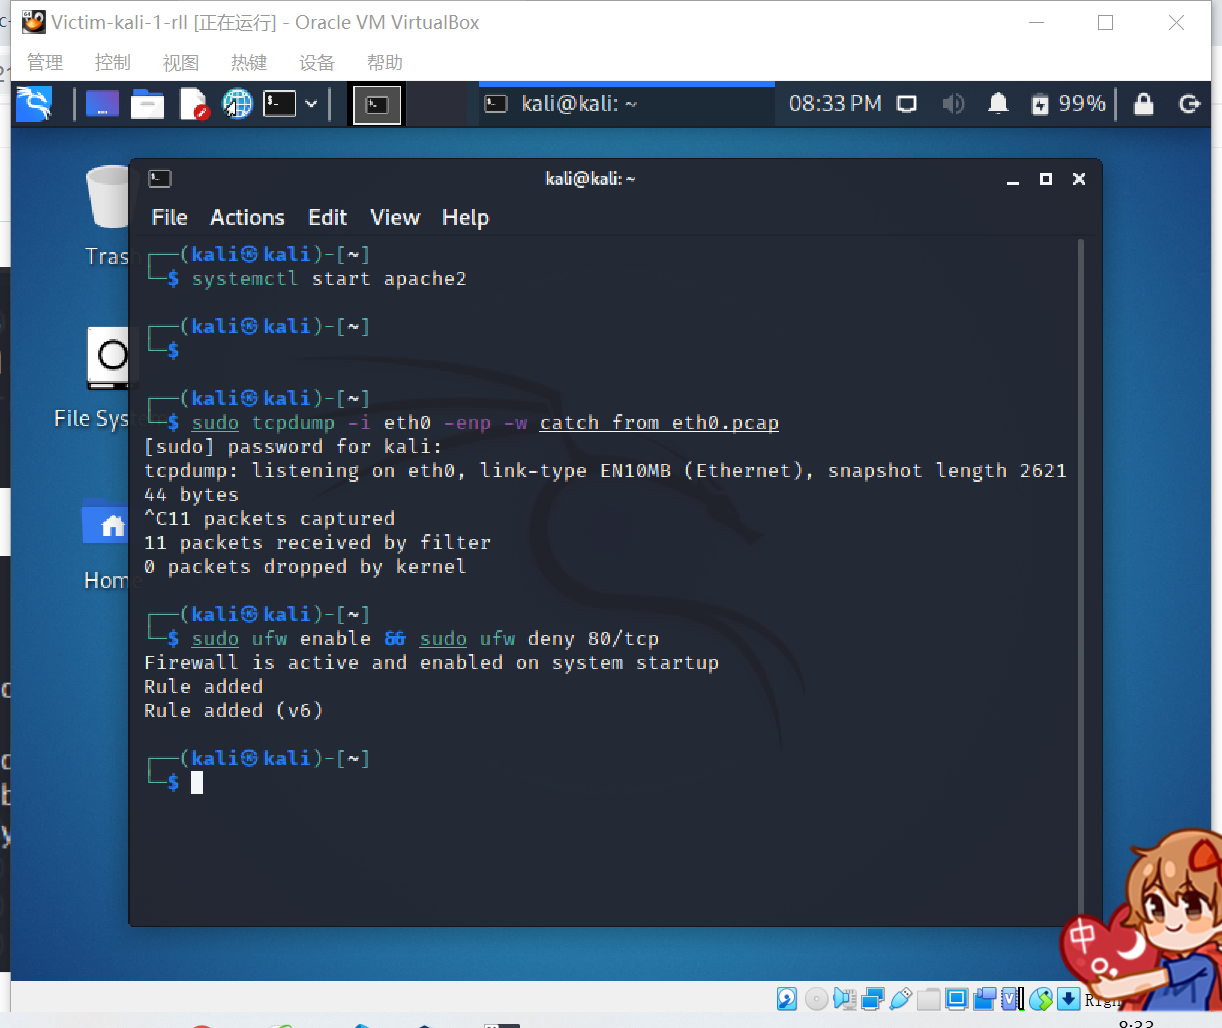 Victim-kali-1-rll [正在运行] - Oracle VM VirtualBox
管理 控制 视图 热键 设备 帮助
kali@kali: ~ 08:33 PM 99%
kali@kali: ~
File Actions Edit View Help
Trash
File System
Home
┌──(kali㉿kali)-[~]
└─$ systemctl start apache2
┌──(kali㉿kali)-[~]
└─$
┌──(kali㉿kali)-[~]
└─$ sudo tcpdump -i eth0 -enp -w catch_from_eth0.pcap
[sudo] password for kali:
tcpdump: listening on eth0, link-type EN10MB (Ethernet), snapshot length 2621
44 bytes
^C11 packets captured
11 packets received by filter
0 packets dropped by kernel
┌──(kali㉿kali)-[~]
└─$ sudo ufw enable && sudo ufw deny 80/tcp
Firewall is active and enabled on system startup
Rule added
Rule added (v6)
┌──(kali㉿kali)-[~]
└─$
中